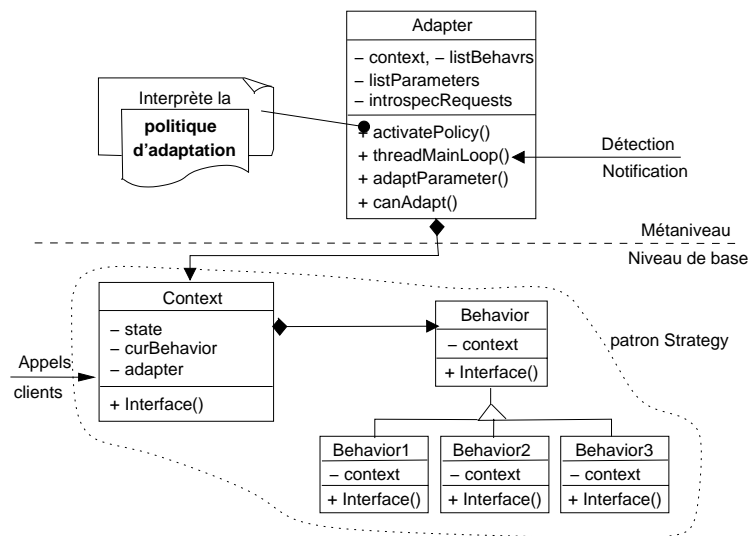 Adapter
– context, – listBehavrs
– listParameters
– introspecRequests
+ activatePolicy()
+ threadMainLoop()
+ adaptParameter()
+ canAdapt()
Interprète la
politique
d’adaptation
Détection
Notification
Métaniveau
Niveau de base
Context
– state
– curBehavior
– adapter
+ Interface()
Appels
clients
Behavior
– context
+ Interface()
patron Strategy
Behavior1
– context
+ Interface()
Behavior2
– context
+ Interface()
Behavior3
– context
+ Interface()